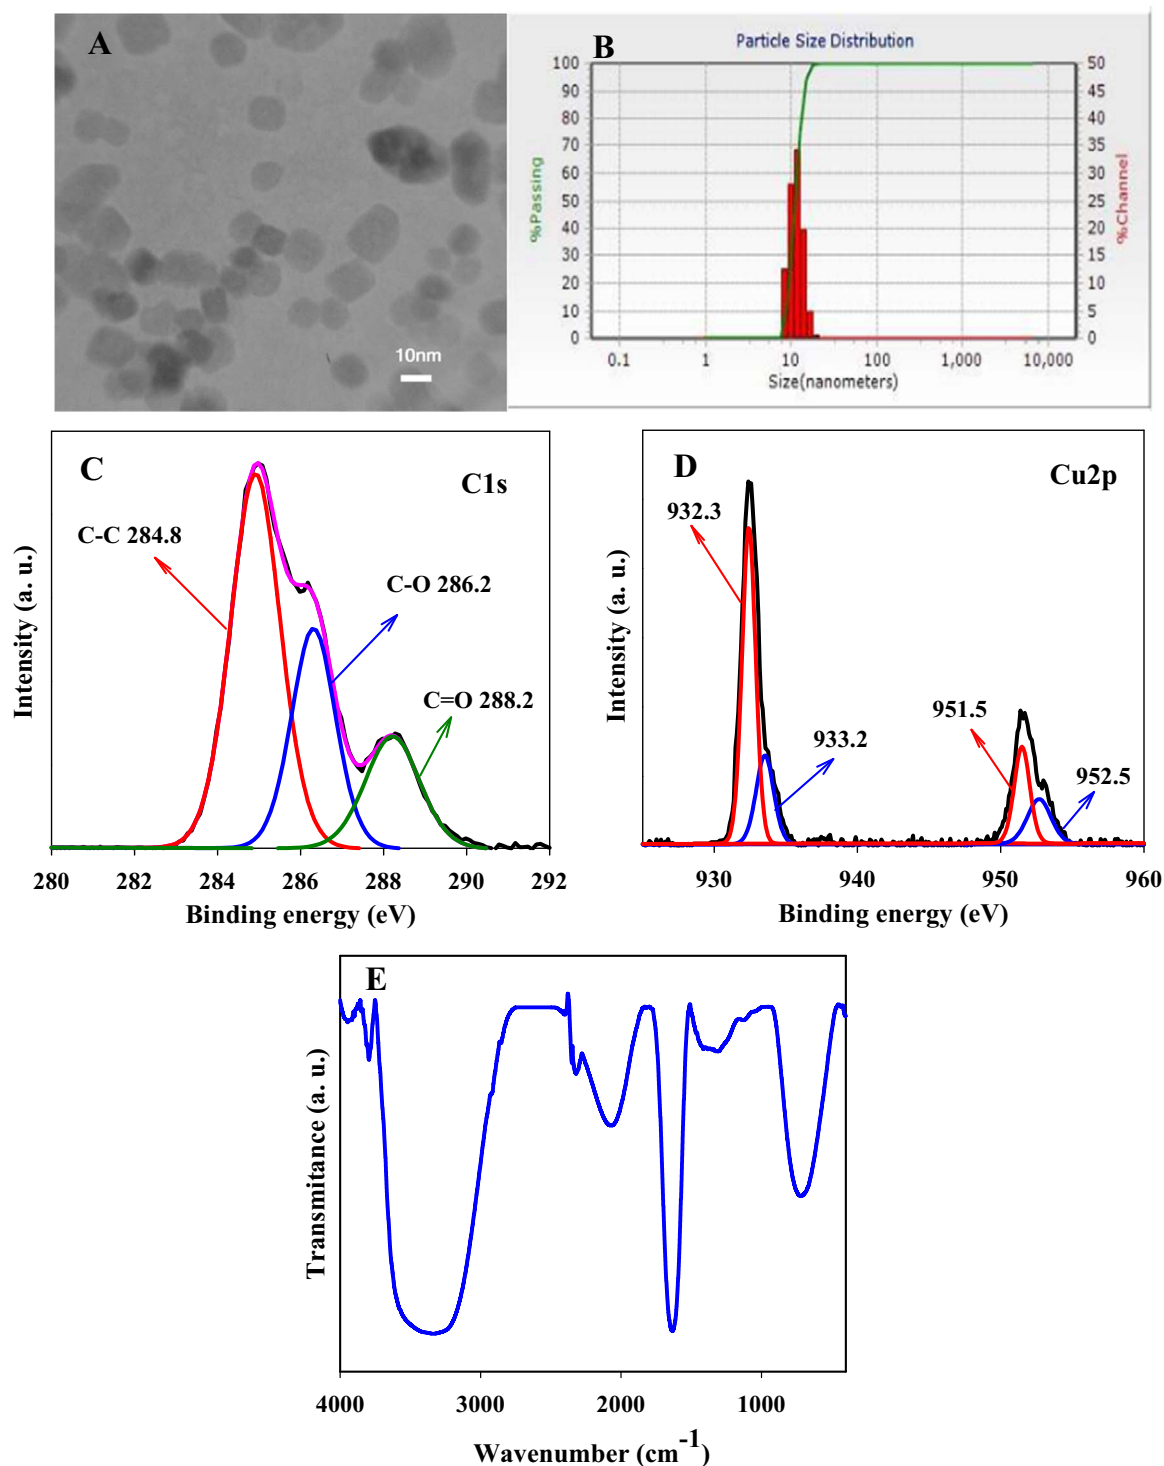 A
10nm
B
Particle Size Distribution
%Passing
100
90
80
70
60
50
40
30
20
10
0
50
45
40
35
30
25
20
15
10
5
0
%Channel
0.1 1 10 100 1,000 10,000
Size(nanometers)
C
C1s
C-C 284.8
C-O 286.2
C=O 288.2
Intensity (a. u.)
280 282 284 286 288 290 292
Binding energy (eV)
D
Cu2p
932.3
933.2
951.5
952.5
Intensity (a. u.)
930 940 950 960
Binding energy (eV)
E
Transmitance (a. u.)
4000 3000 2000 1000
Wavenumber (cm-1)